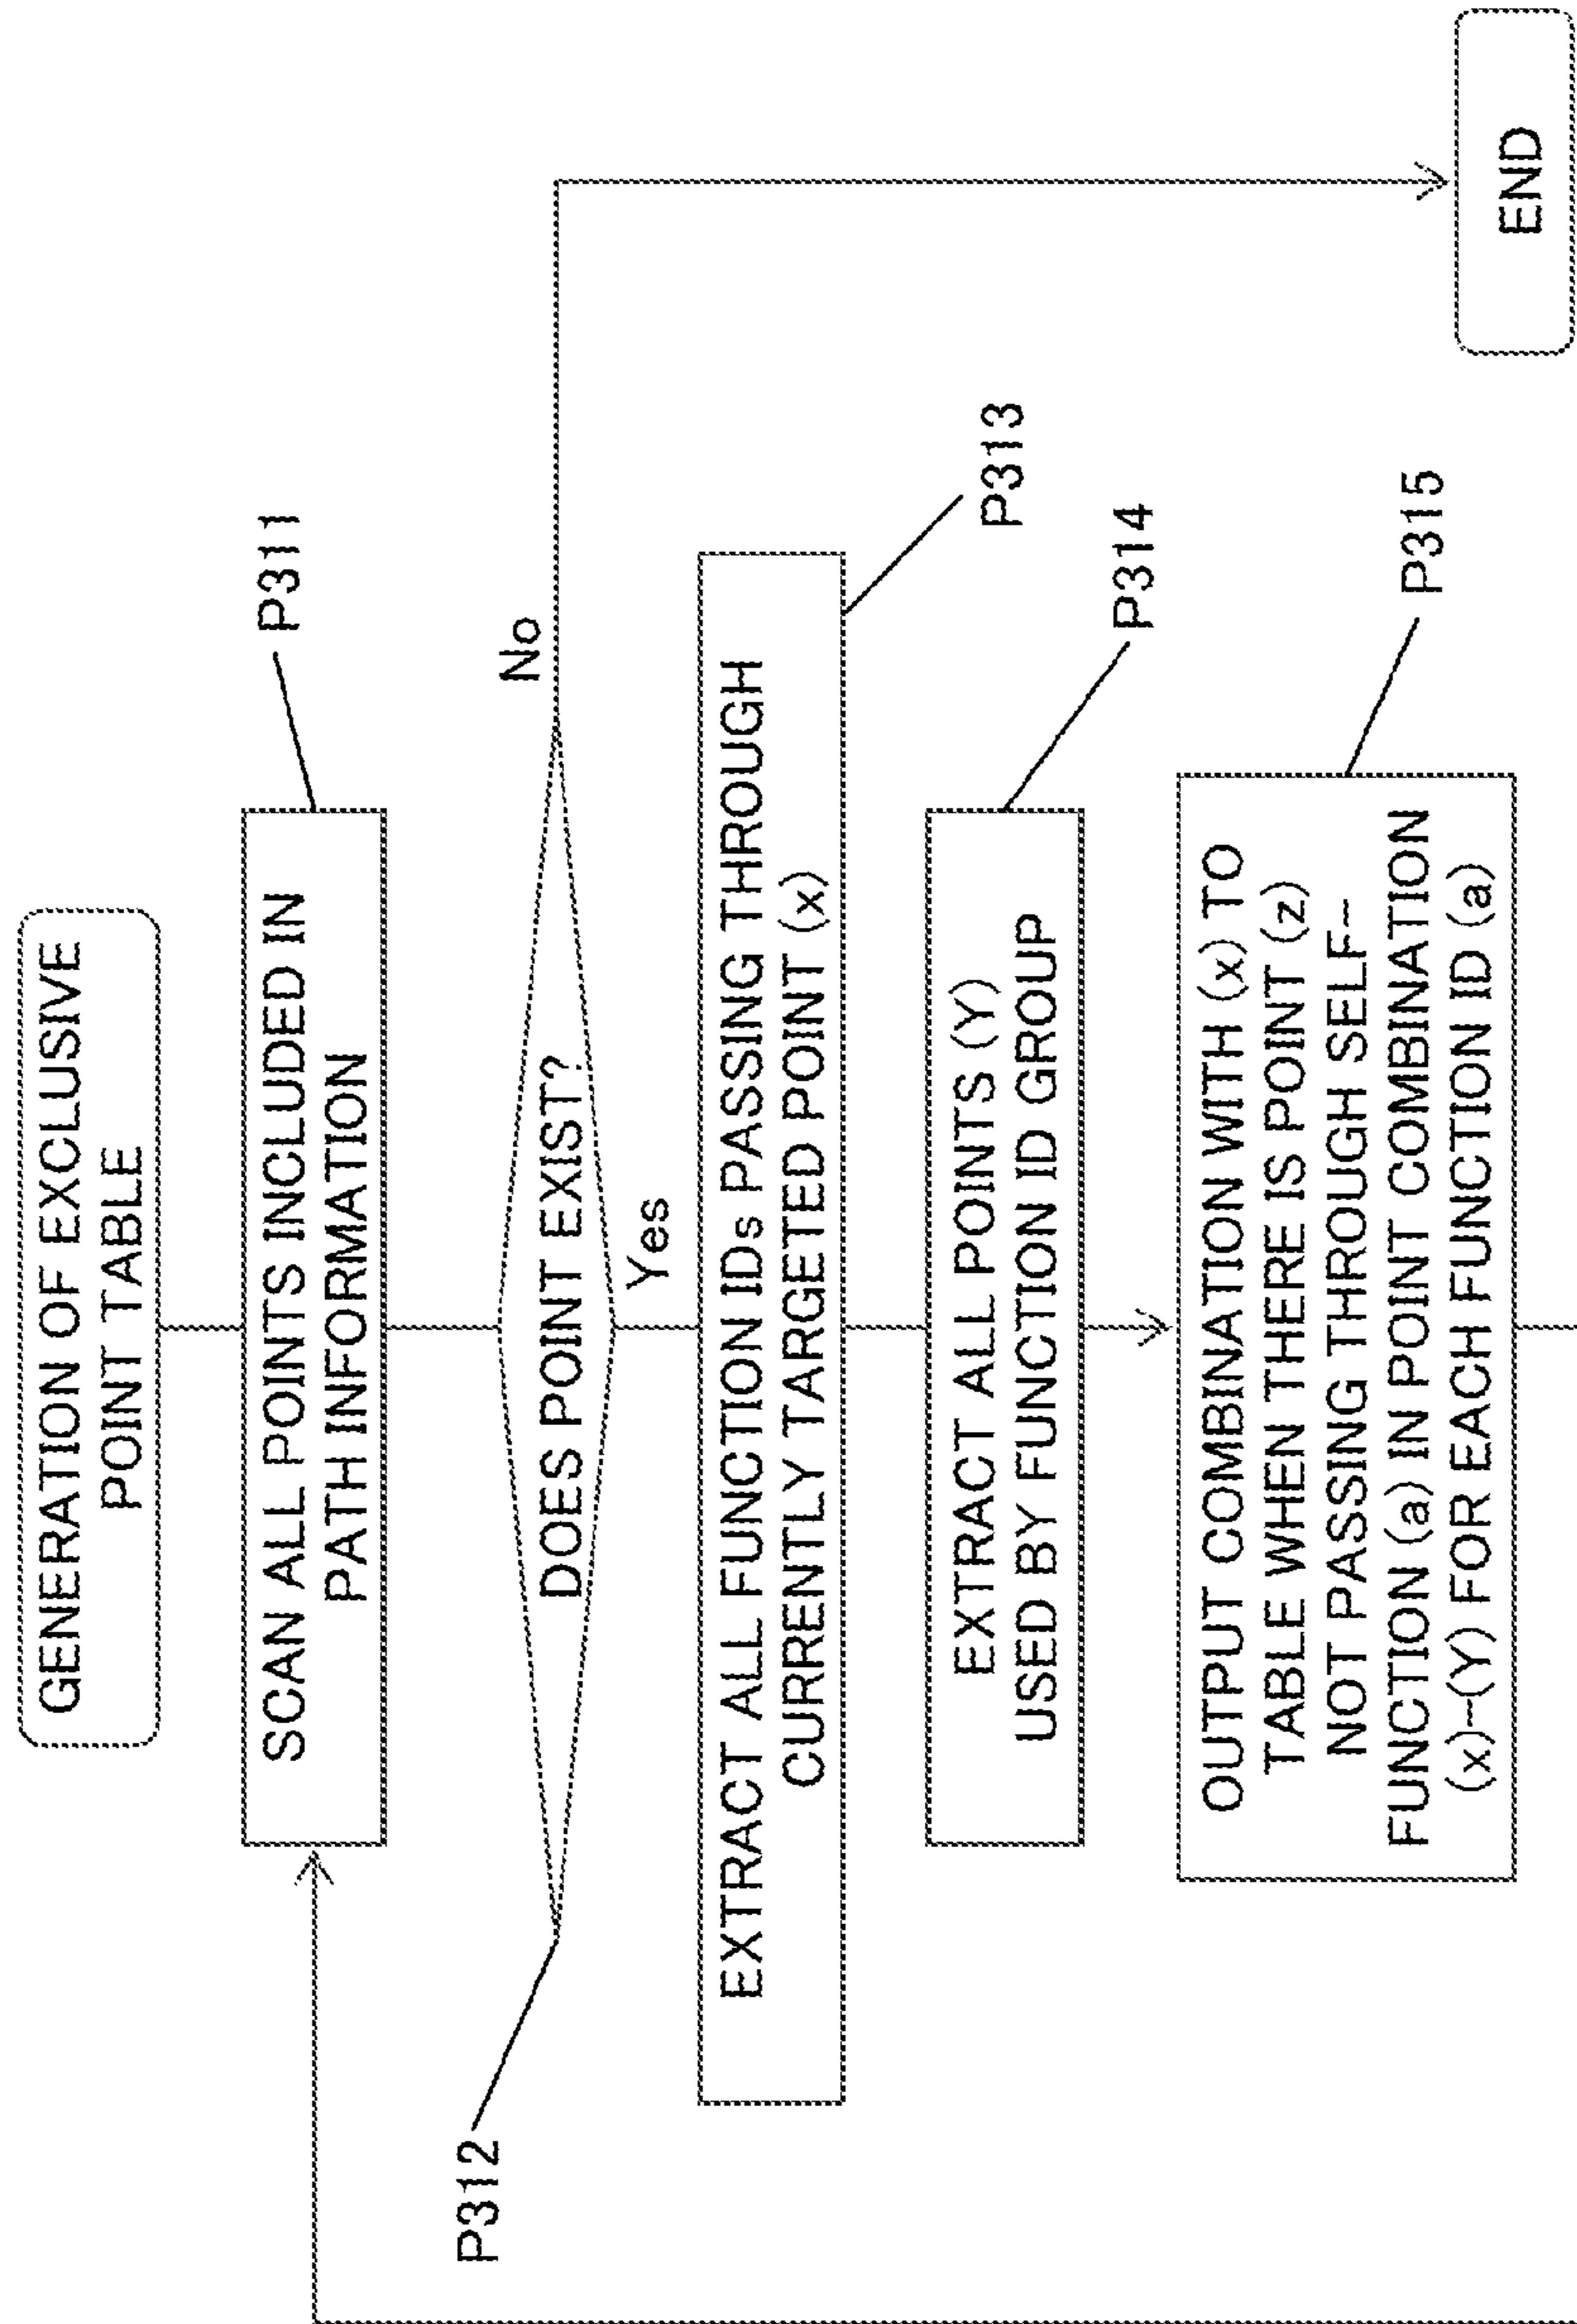 GENERATION OF EXCLUSIVE
POINT TABLE
SCAN ALL POINTS INCLUDED IN
PATH INFORMATION
P311
P312
DOES POINT EXIST?
No
Yes
EXTRACT ALL FUNCTION IDs PASSING THROUGH
CURRENTLY TARGETED POINT (x)
P313
EXTRACT ALL POINTS (Y)
USED BY FUNCTION ID GROUP
P314
OUTPUT COMBINATION WITH (x) TO
TABLE WHEN THERE IS POINT (z)
NOT PASSING THROUGH SELF-
FUNCTION (a) IN POINT COMBINATION
(x)-(Y) FOR EACH FUNCTION ID (a)
P315
END